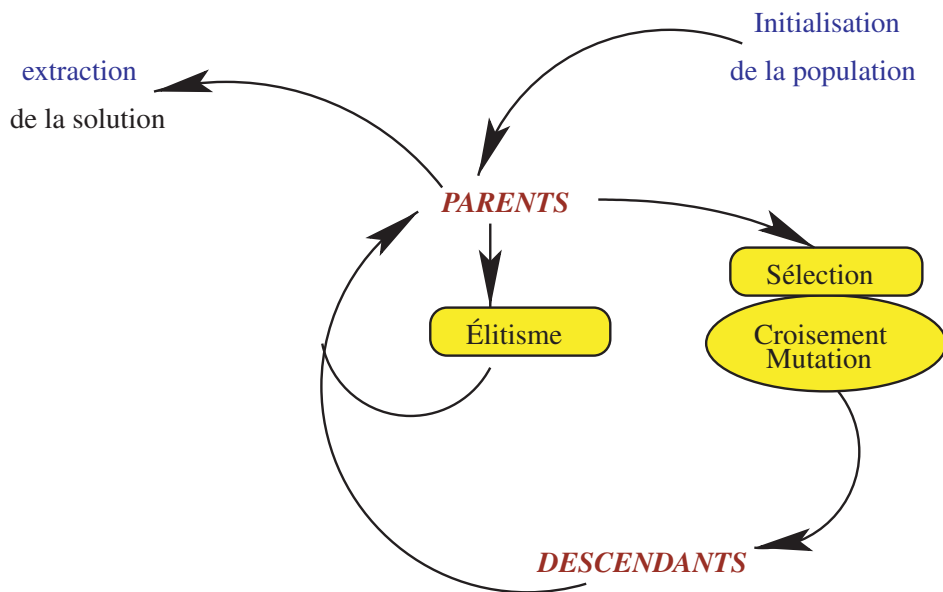 Initialisation
de la population
extraction
de la solution
PARENTS
Sélection
Élitisme
Croisement
Mutation
DESCENDANTS